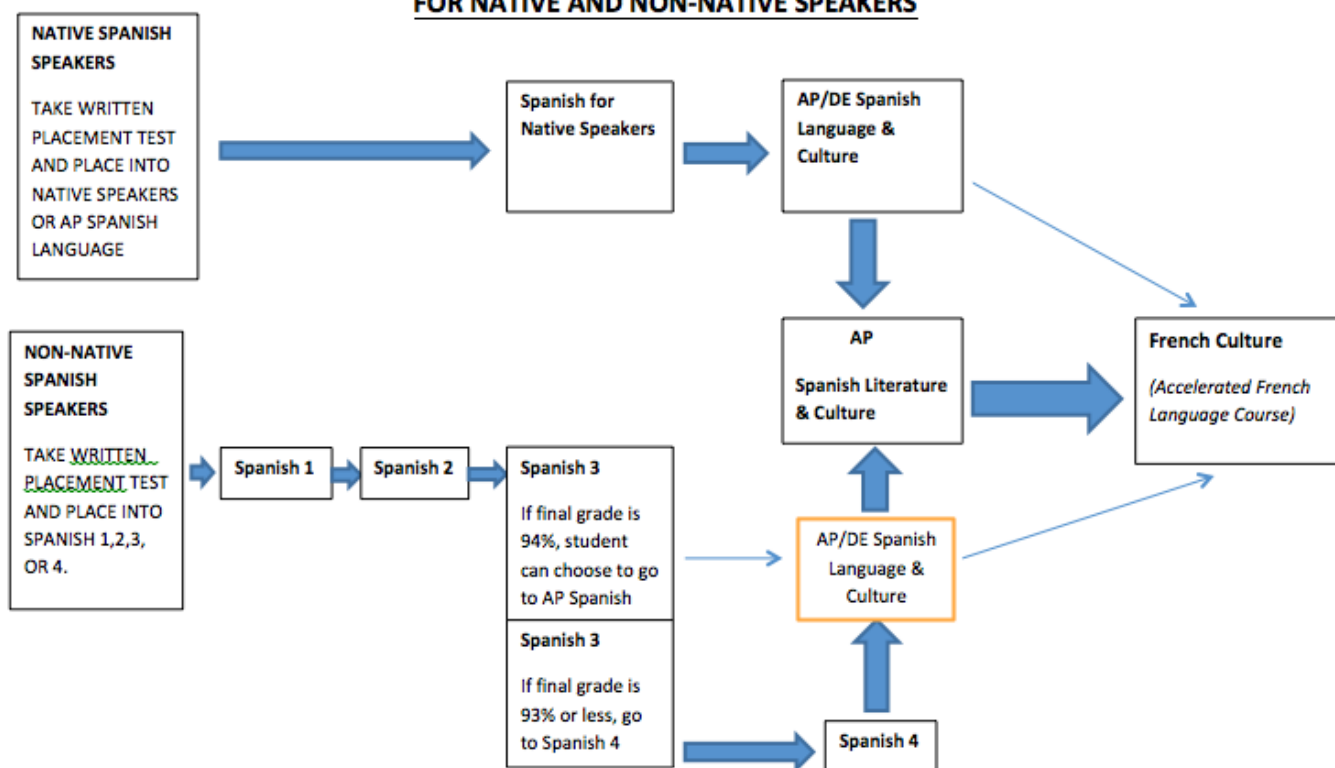 FOR NATIVE AND NON-NATIVE SPEAKERS
NATIVE SPANISH
SPEAKERS
TAKE WRITTEN
PLACEMENT TEST
AND PLACE INTO
NATIVE SPEAKERS
OR AP SPANISH
LANGUAGE
Spanish for
Native Speakers
AP/DE Spanish
Language &
Culture
NON-NATIVE
SPANISH
SPEAKERS
TAKE WRITTEN
PLACEMENT TEST
AND PLACE INTO
SPANISH 1,2,3,
OR 4.
Spanish 1
Spanish 2
Spanish 3
If final grade is
94%, student
can choose to go
to AP Spanish
Spanish 3
If final grade is
93% or less, go
to Spanish 4
AP
Spanish Literature
& Culture
AP/DE Spanish
Language &
Culture
Spanish 4
French Culture
(Accelerated French
Language Course)